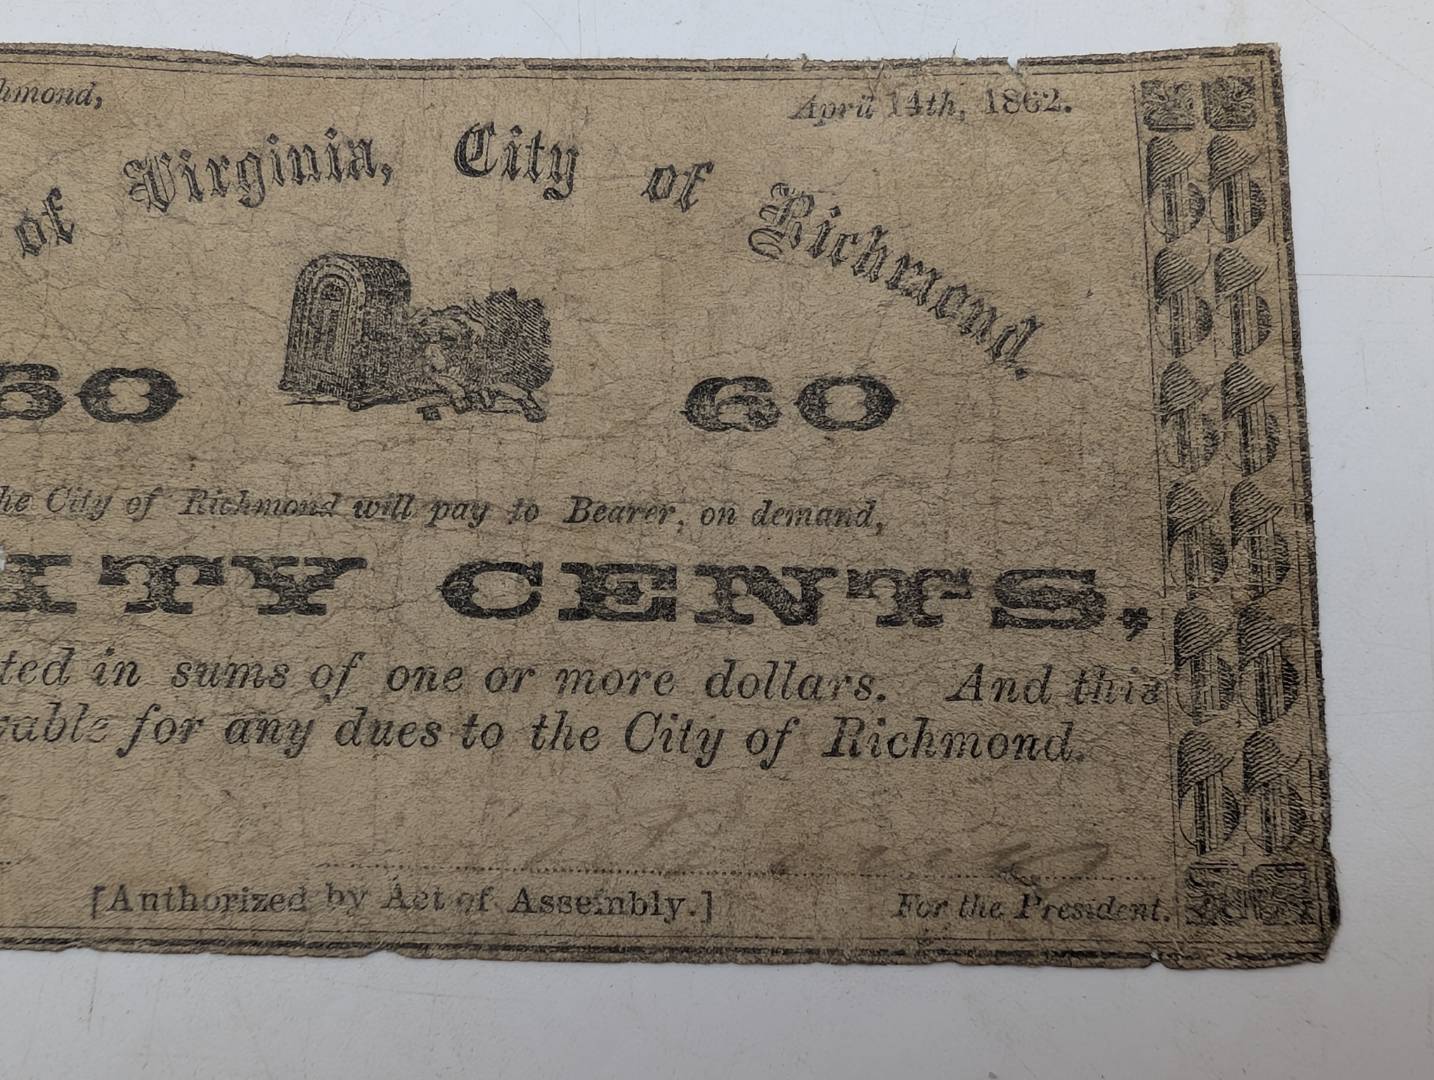 hmond,
April 14th, 1862.
of Virginia, City of Richmond.
60 60
he City of Richmond will pay to Bearer, on demand,
XTY CENTS,
ted in sums of one or more dollars. And this
vable for any dues to the City of Richmond.
[Authorized by Act of Assembly.]
For the President.